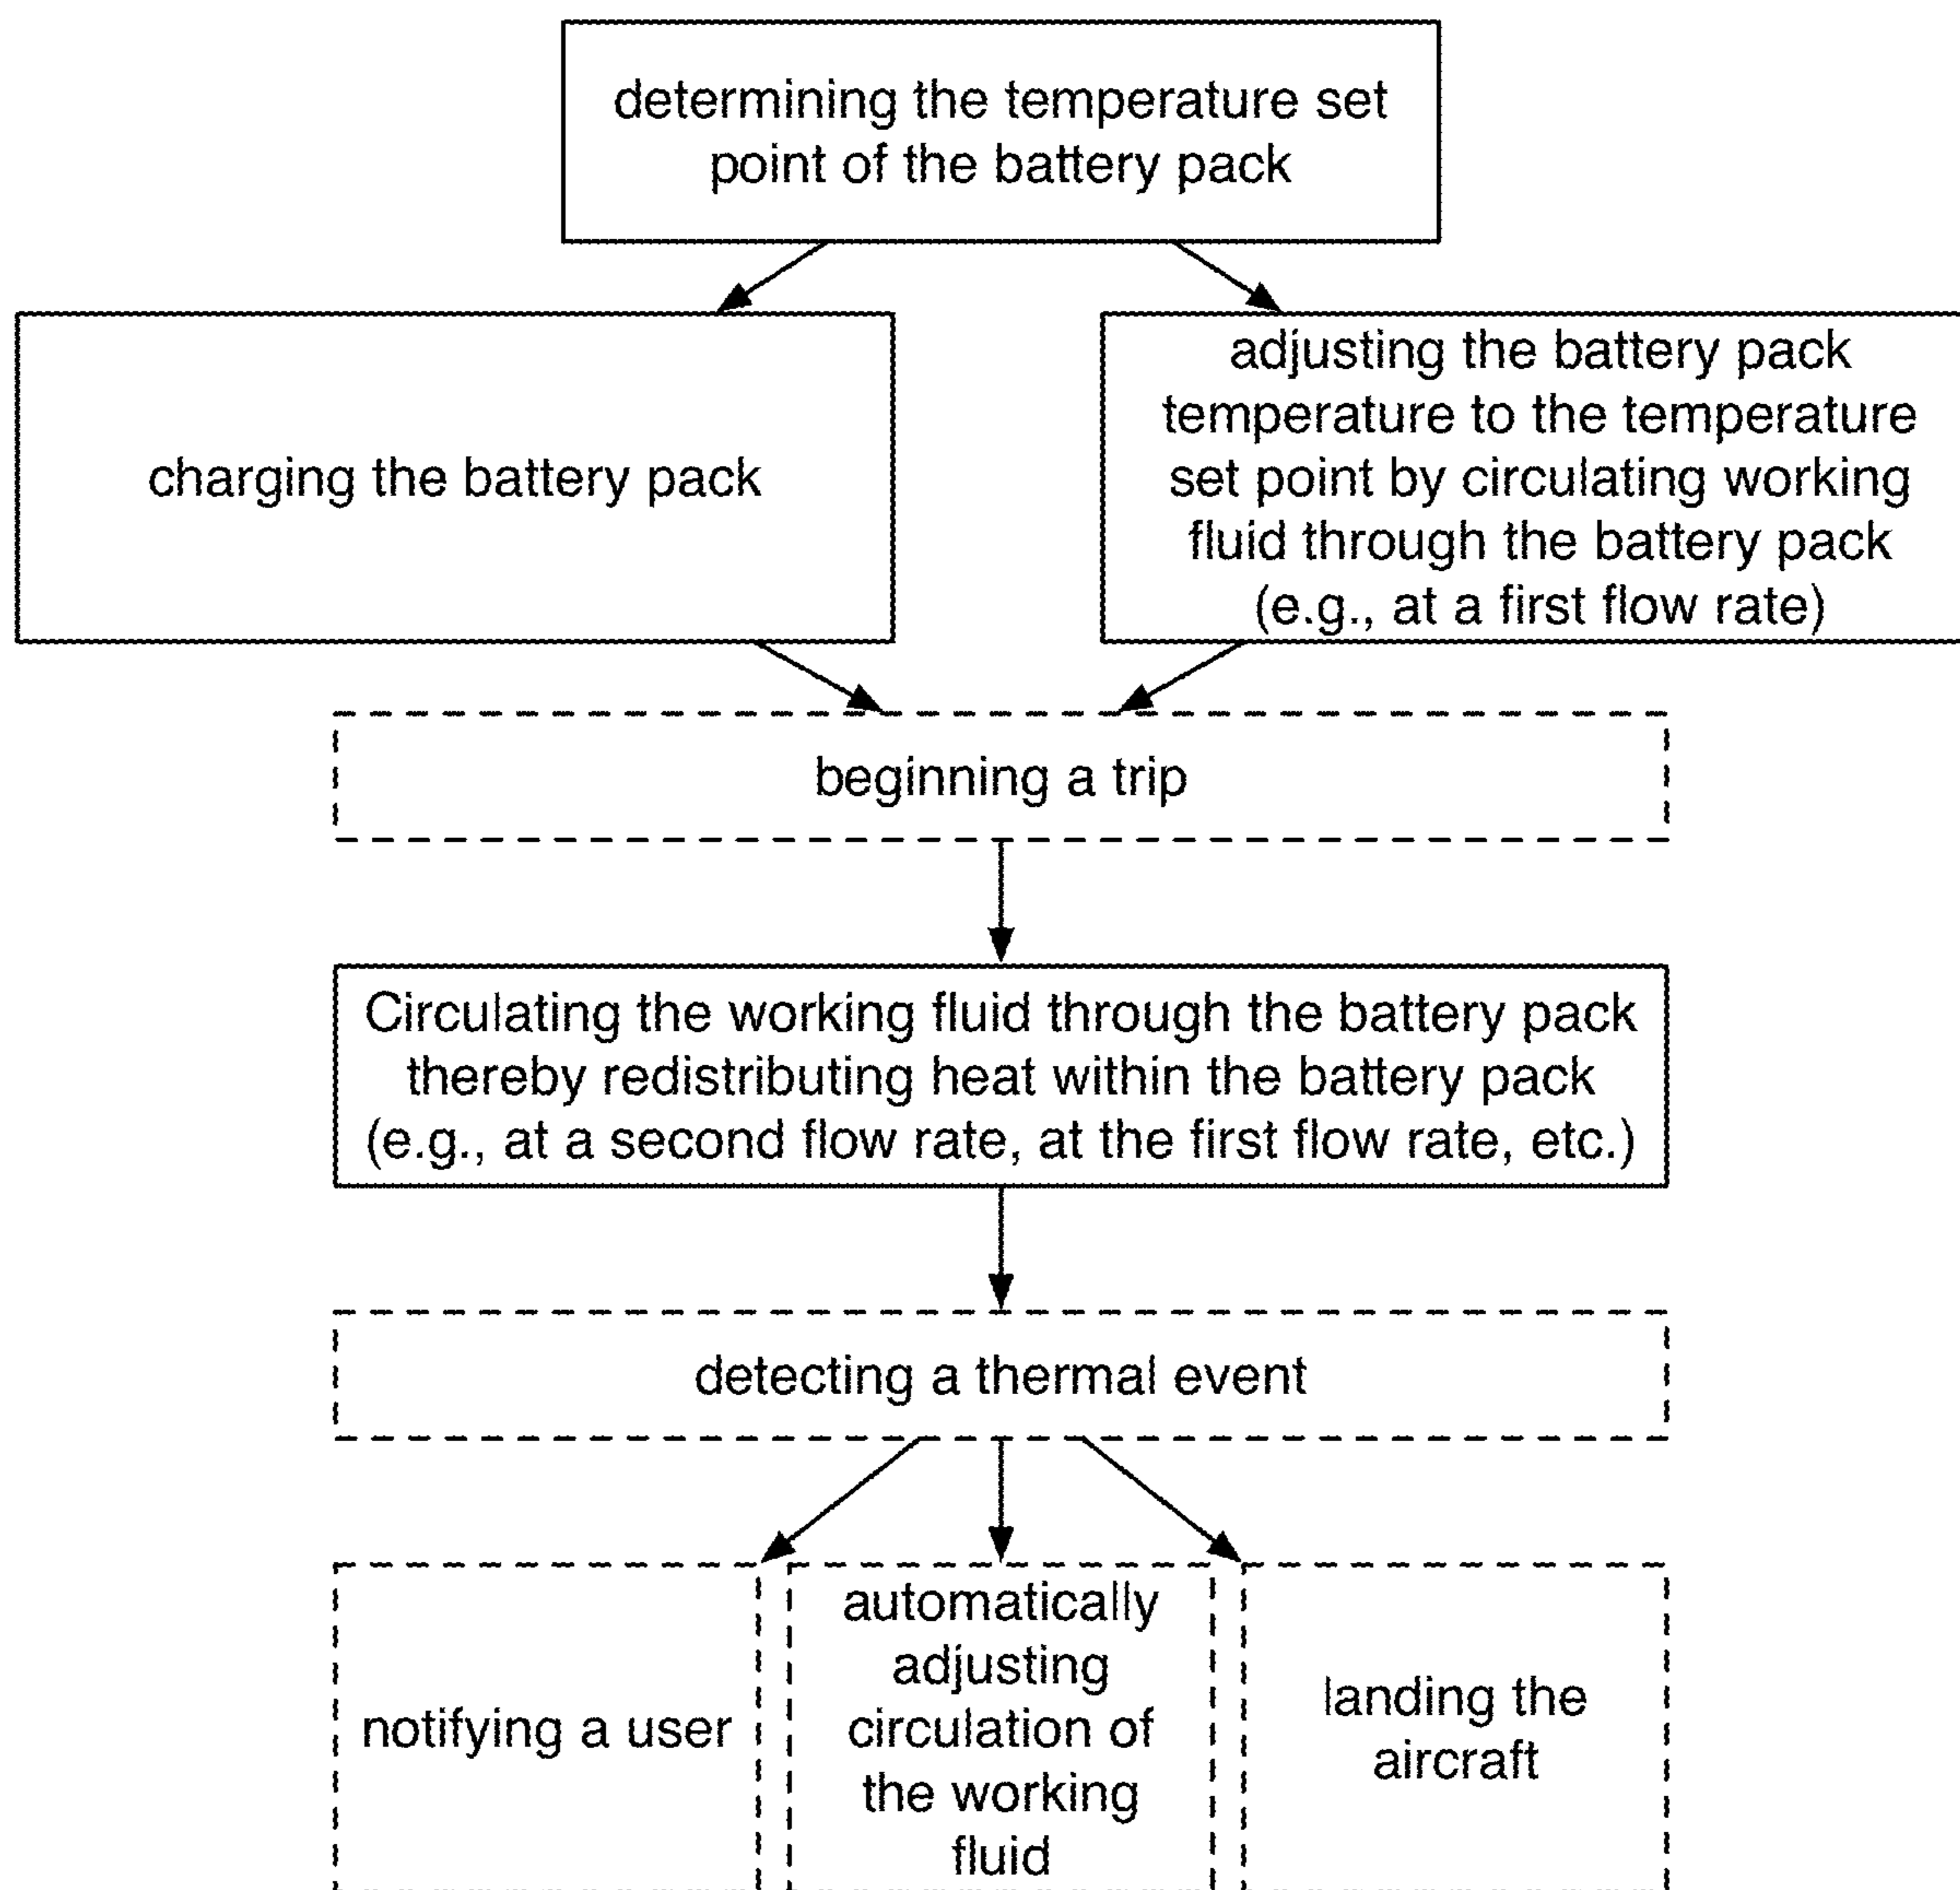 determining the temperature set
point of the battery pack
charging the battery pack
adjusting the battery pack
temperature to the temperature
set point by circulating working
fluid through the battery pack
(e.g., at a first flow rate)
beginning a trip
Circulating the working fluid through the battery pack
thereby redistributing heat within the battery pack
(e.g., at a second flow rate, at the first flow rate, etc.)
detecting a thermal event
notifying a user
automatically
adjusting
circulation of
the working
fluid
landing the
aircraft